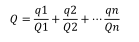 Q = q1/Q1 + q2/Q2 + ⋯ qn/Qn